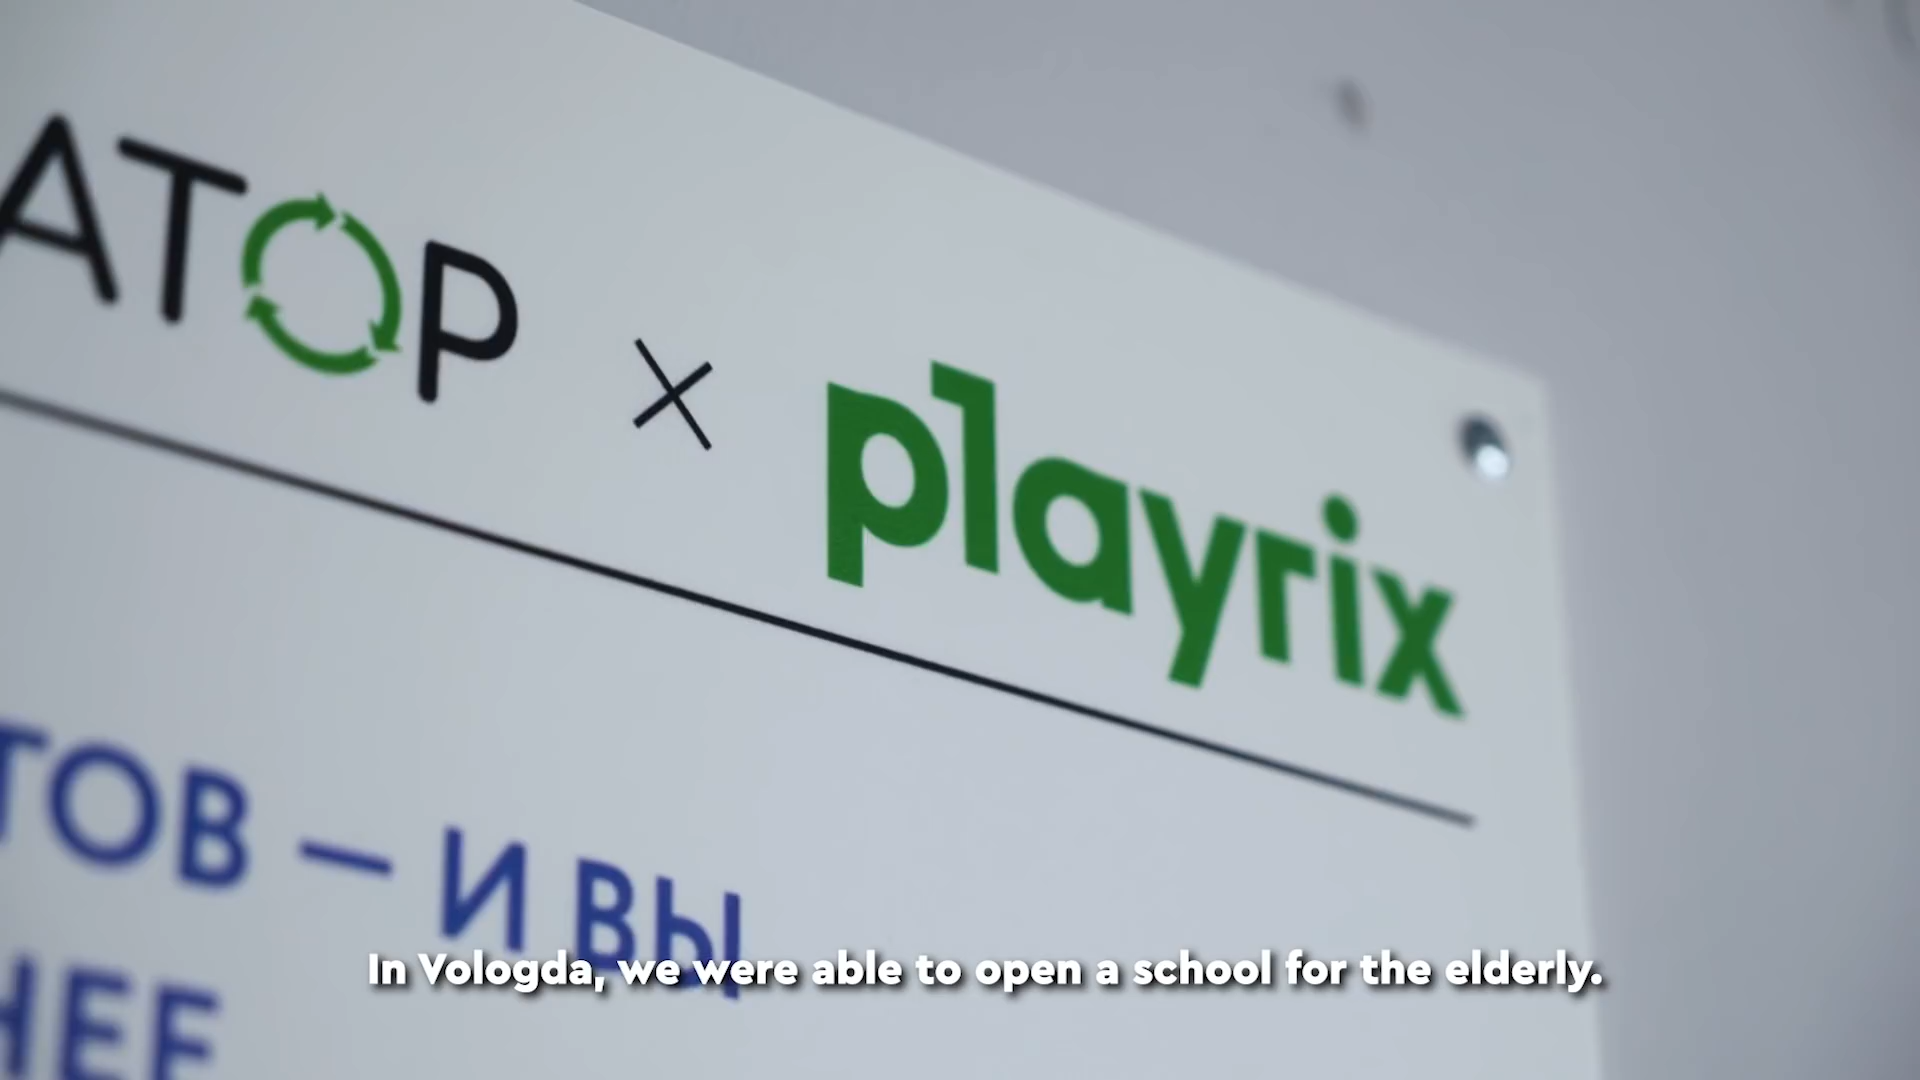 АТОР × playrix
ТОВ — И ВЫ
НЕЕ
In Vologda, we were able to open a school for the elderly.